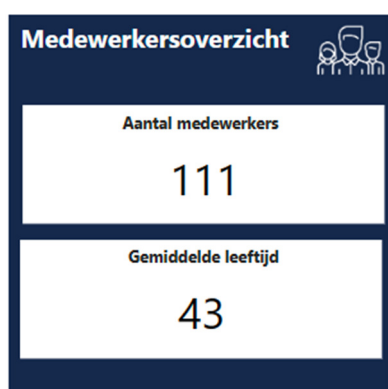 Medewerkersoverzicht
Aantal medewerkers
111
Gemiddelde leeftijd
43